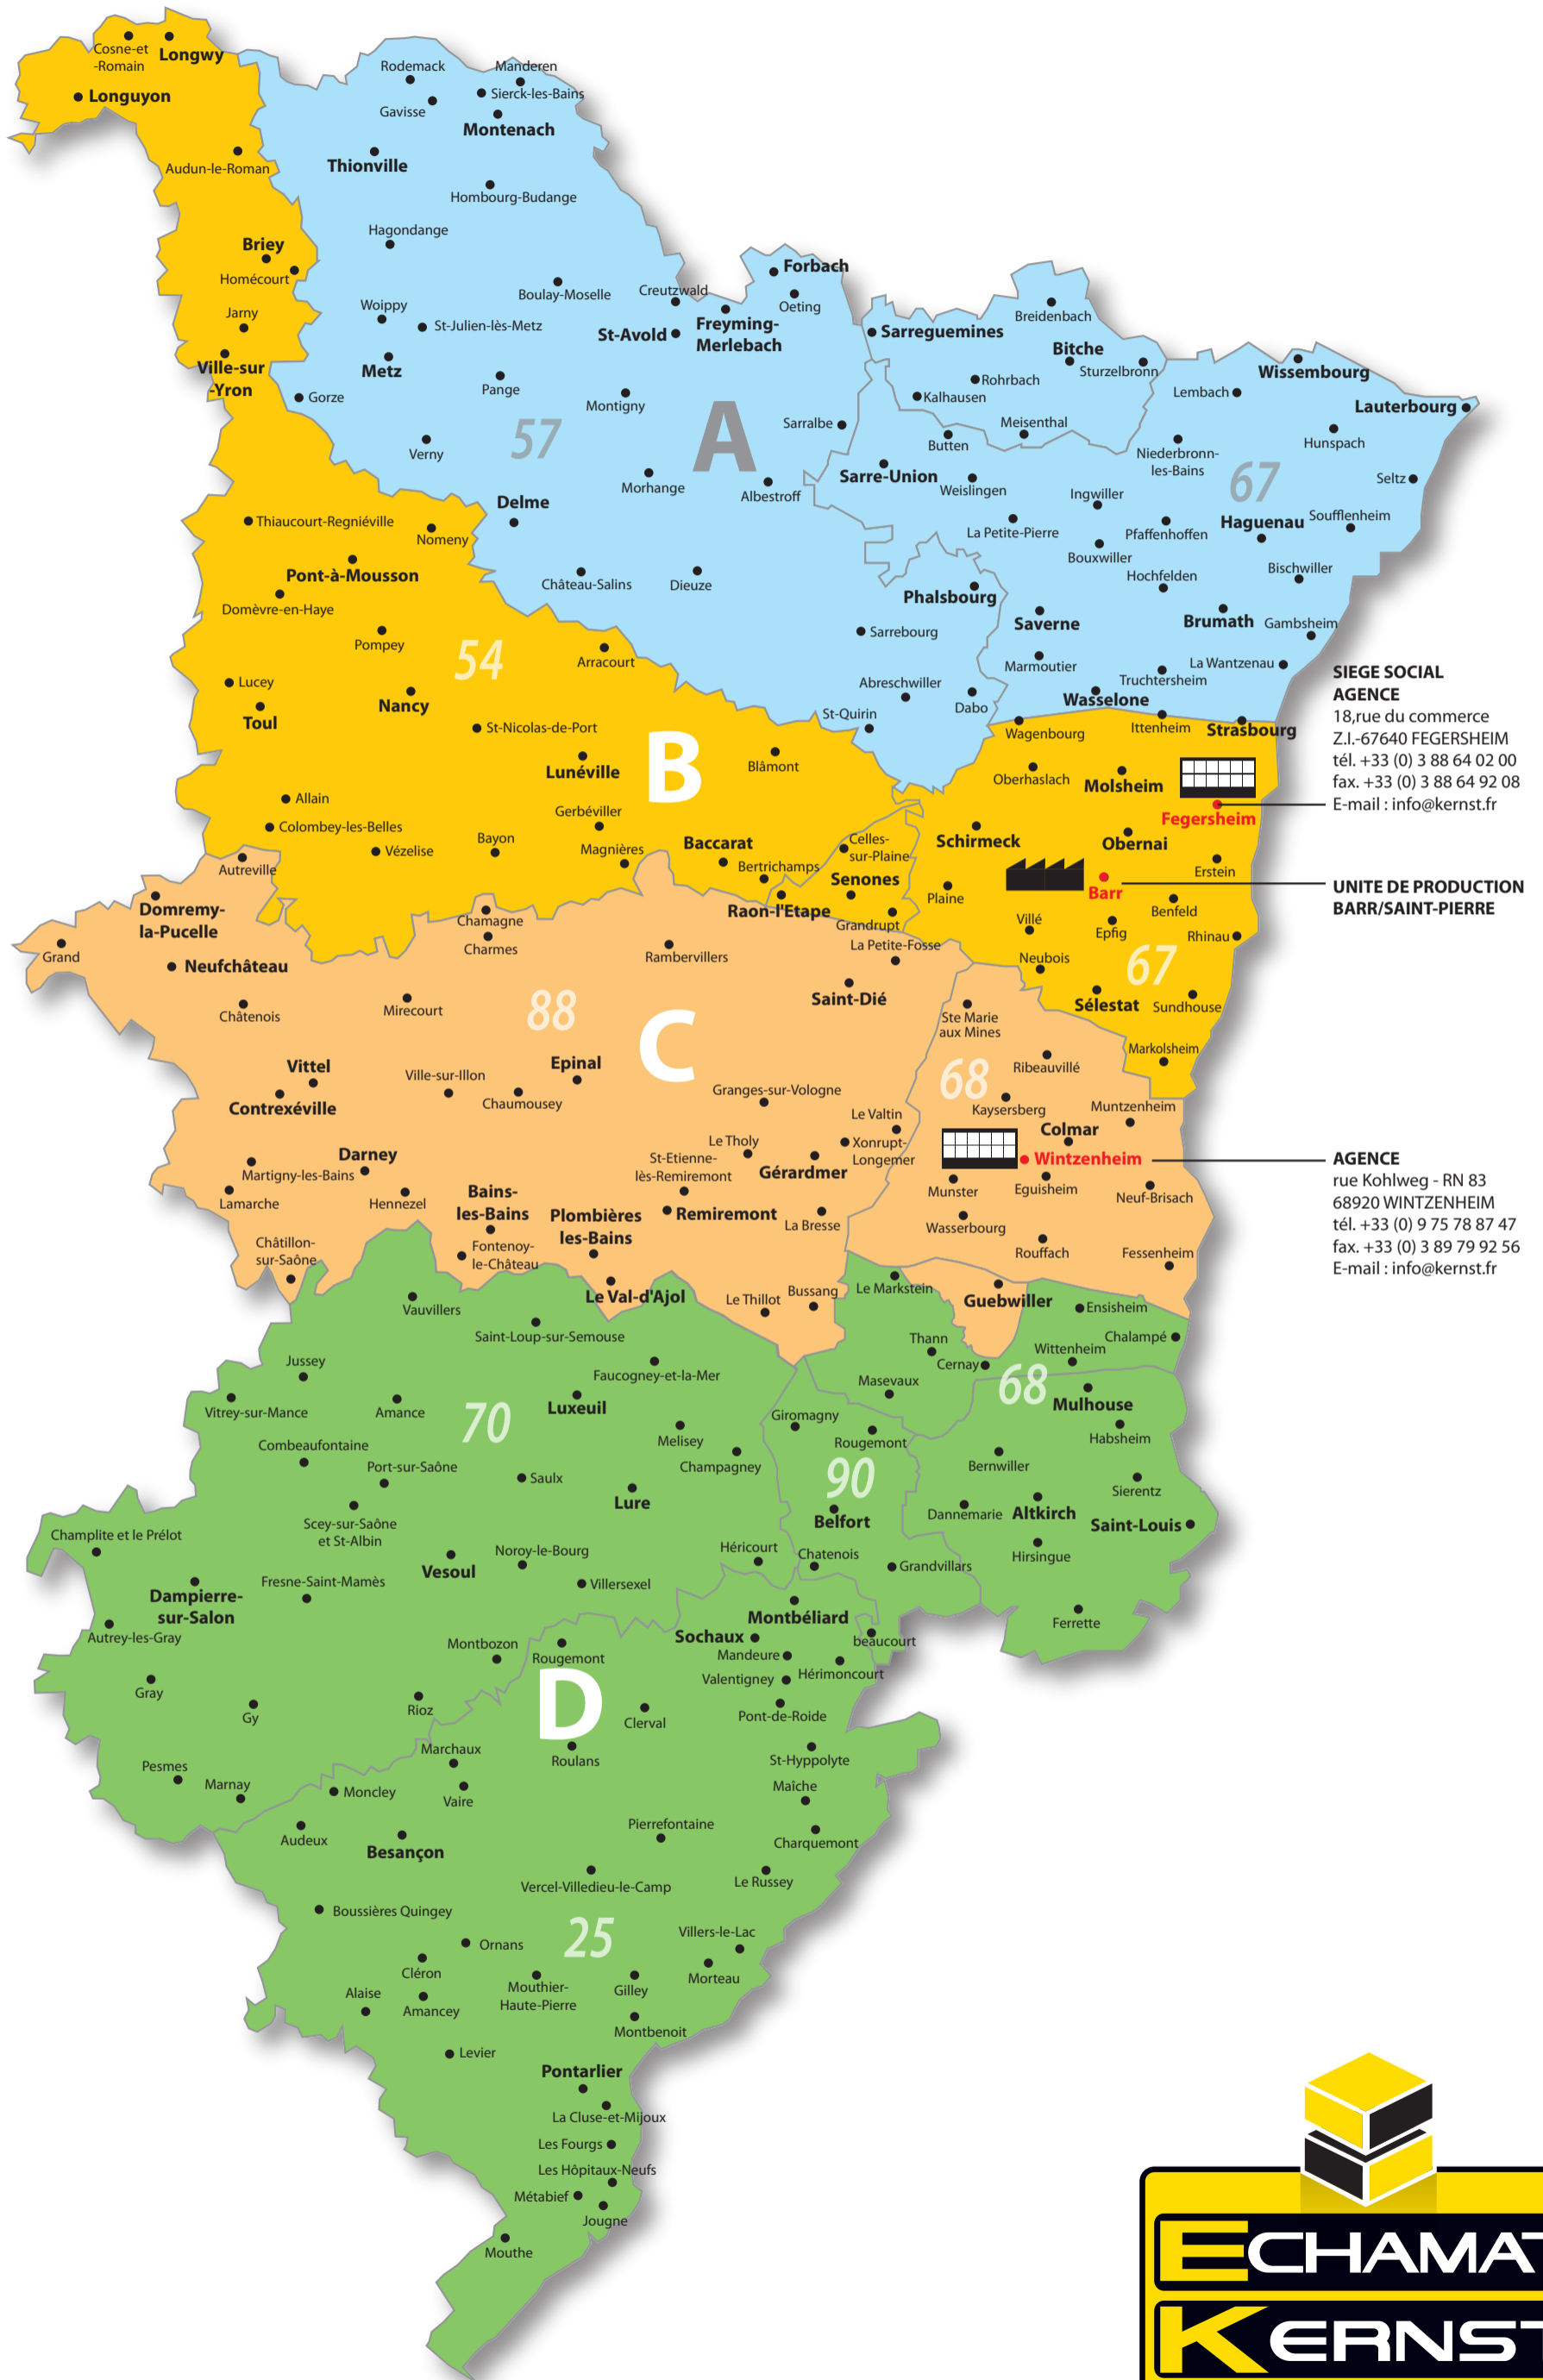 Cosne-et
-Romain
Longwy
Longuyon
Rodemack
Manderen
Gavisse
Sierck-les-Bains
Montenach
Audun-le-Roman
Thionville
Hombourg-Budange
Hagondange
Briey
Homécourt
Forbach
Boulay-Moselle
Creutzwald
Oeting
Jarny
Woippy
St-Julien-lès-Metz
St-Avold
Freyming-
Merlebach
Sarreguemines
Breidenbach
Bitche
Sturzelbronn
Wissembourg
Ville-sur
-Yron
Metz
Pange
Rohrbach
Kalhausen
Lembach
Lauterbourg
Gorze
Montigny
Sarralbe
Meisenthal
Butten
Hunspach
57
A
Verny
Niederbronn-
les-Bains
Morhange
Albestroff
Sarre-Union
Weislingen
Ingwiller
67
Seltz
Delme
Thiaucourt-Regniéville
Nomeny
La Petite-Pierre
Pfaffenhoffen
Haguenau
Soufflenheim
Bouxwiller
Pont-à-Mousson
Château-Salins
Dieuze
Hochfelden
Bischwiller
Domèvre-en-Haye
Phalsbourg
Saverne
Brumath
Gambsheim
Pompey
54
Arracourt
Sarrebourg
Marmoutier
La Wantzenau
Truchtersheim
Lucey
Nancy
Abreschwiller
Dabo
Wasselone
Toul
St-Quirin
St-Nicolas-de-Port
Wagenbourg
Ittenheim
Strasbourg
SIEGE SOCIAL
AGENCE
18,rue du commerce
Z.I.-67640 FEGERSHEIM
tél. +33 (0) 3 88 64 02 00
fax. +33 (0) 3 88 64 92 08
E-mail : info@kernst.fr
Lunéville
B
Blâmont
Oberhaslach
Molsheim
Fegersheim
Allain
Gerbéviller
Colombey-les-Belles
Bayon
Vézelise
Magnières
Baccarat
Celles-
sur-Plaine
Schirmeck
Obernai
Autreville
Bertrichamps
Senones
Erstein
Plaine
Barr
UNITE DE PRODUCTION
BARR/SAINT-PIERRE
Domremy-
la-Pucelle
Chamagne
Raon-l'Etape
Grandrupt
Villé
Epfig
Benfeld
Grand
Charmes
Rambervillers
La Petite-Fosse
Rhinau
Neufchâteau
Neubois
67
Saint-Dié
Sélestat
Sundhouse
Châtenois
Mirecourt
88
C
Ste Marie
aux Mines
Markolsheim
Vittel
Epinal
Ribeauvillé
Ville-sur-Illon
68
Contrexéville
Chaumousey
Granges-sur-Vologne
Kaysersberg
Muntzenheim
Le Valtin
Colmar
Le Tholy
Xonrupt-
Longemer
Darney
St-Etienne-
lès-Remiremont
Wintzenheim
AGENCE
rue Kohlweg - RN 83
68920 WINTZENHEIM
tél. +33 (0) 9 75 78 87 47
fax. +33 (0) 3 89 79 92 56
E-mail : info@kernst.fr
Martigny-les-Bains
Gérardmer
Munster
Eguisheim
Neuf-Brisach
Lamarche
Hennezel
Bains-
les-Bains
Plombières
les-Bains
Remiremont
La Bresse
Wasserbourg
Châtillon-
sur-Saône
Fontenoy-
le-Château
Rouffach
Fessenheim
Le Val-d'Ajol
Le Thillot
Bussang
Le Markstein
Guebwiller
Ensisheim
Vauvillers
Saint-Loup-sur-Semouse
Thann
Chalampé
Wittenheim
Jussey
Faucogney-et-la-Mer
Cernay
Masevaux
68
Vitrey-sur-Mance
Amance
70
Luxeuil
Mulhouse
Giromagny
Combeaufontaine
Melisey
Rougemont
Habsheim
Port-sur-Saône
Champagney
Bernwiller
Saulx
90
Sierentz
Lure
Champlite et le Prélot
Scey-sur-Saône
et St-Albin
Belfort
Dannemarie
Altkirch
Saint-Louis
Noroy-le-Bourg
Héricourt
Chatenois
Hirsingue
Vesoul
Grandvillars
Dampierre-
sur-Salon
Fresne-Saint-Mamès
Villersexel
Montbéliard
Ferrette
Autrey-les-Gray
Montbozon
Rougemont
Sochaux
beaucourt
Mandeure
Hérimoncourt
Valentigney
Gray
Gy
Rioz
D
Clerval
Pont-de-Roide
Marchaux
Roulans
St-Hyppolyte
Pesmes
Marnay
Moncley
Vaire
Maîche
Audeux
Besançon
Pierrefontaine
Charquemont
Vercel-Villedieu-le-Camp
Le Russey
Boussières Quingey
25
Ornans
Villers-le-Lac
Cléron
Mouthier-
Haute-Pierre
Gilley
Morteau
Alaise
Amancey
Montbenoit
Levier
Pontarlier
La Cluse-et-Mijoux
Les Fourgs
Les Hôpitaux-Neufs
Métabief
Jougne
Mouthe
ECHAMAT
KERNST